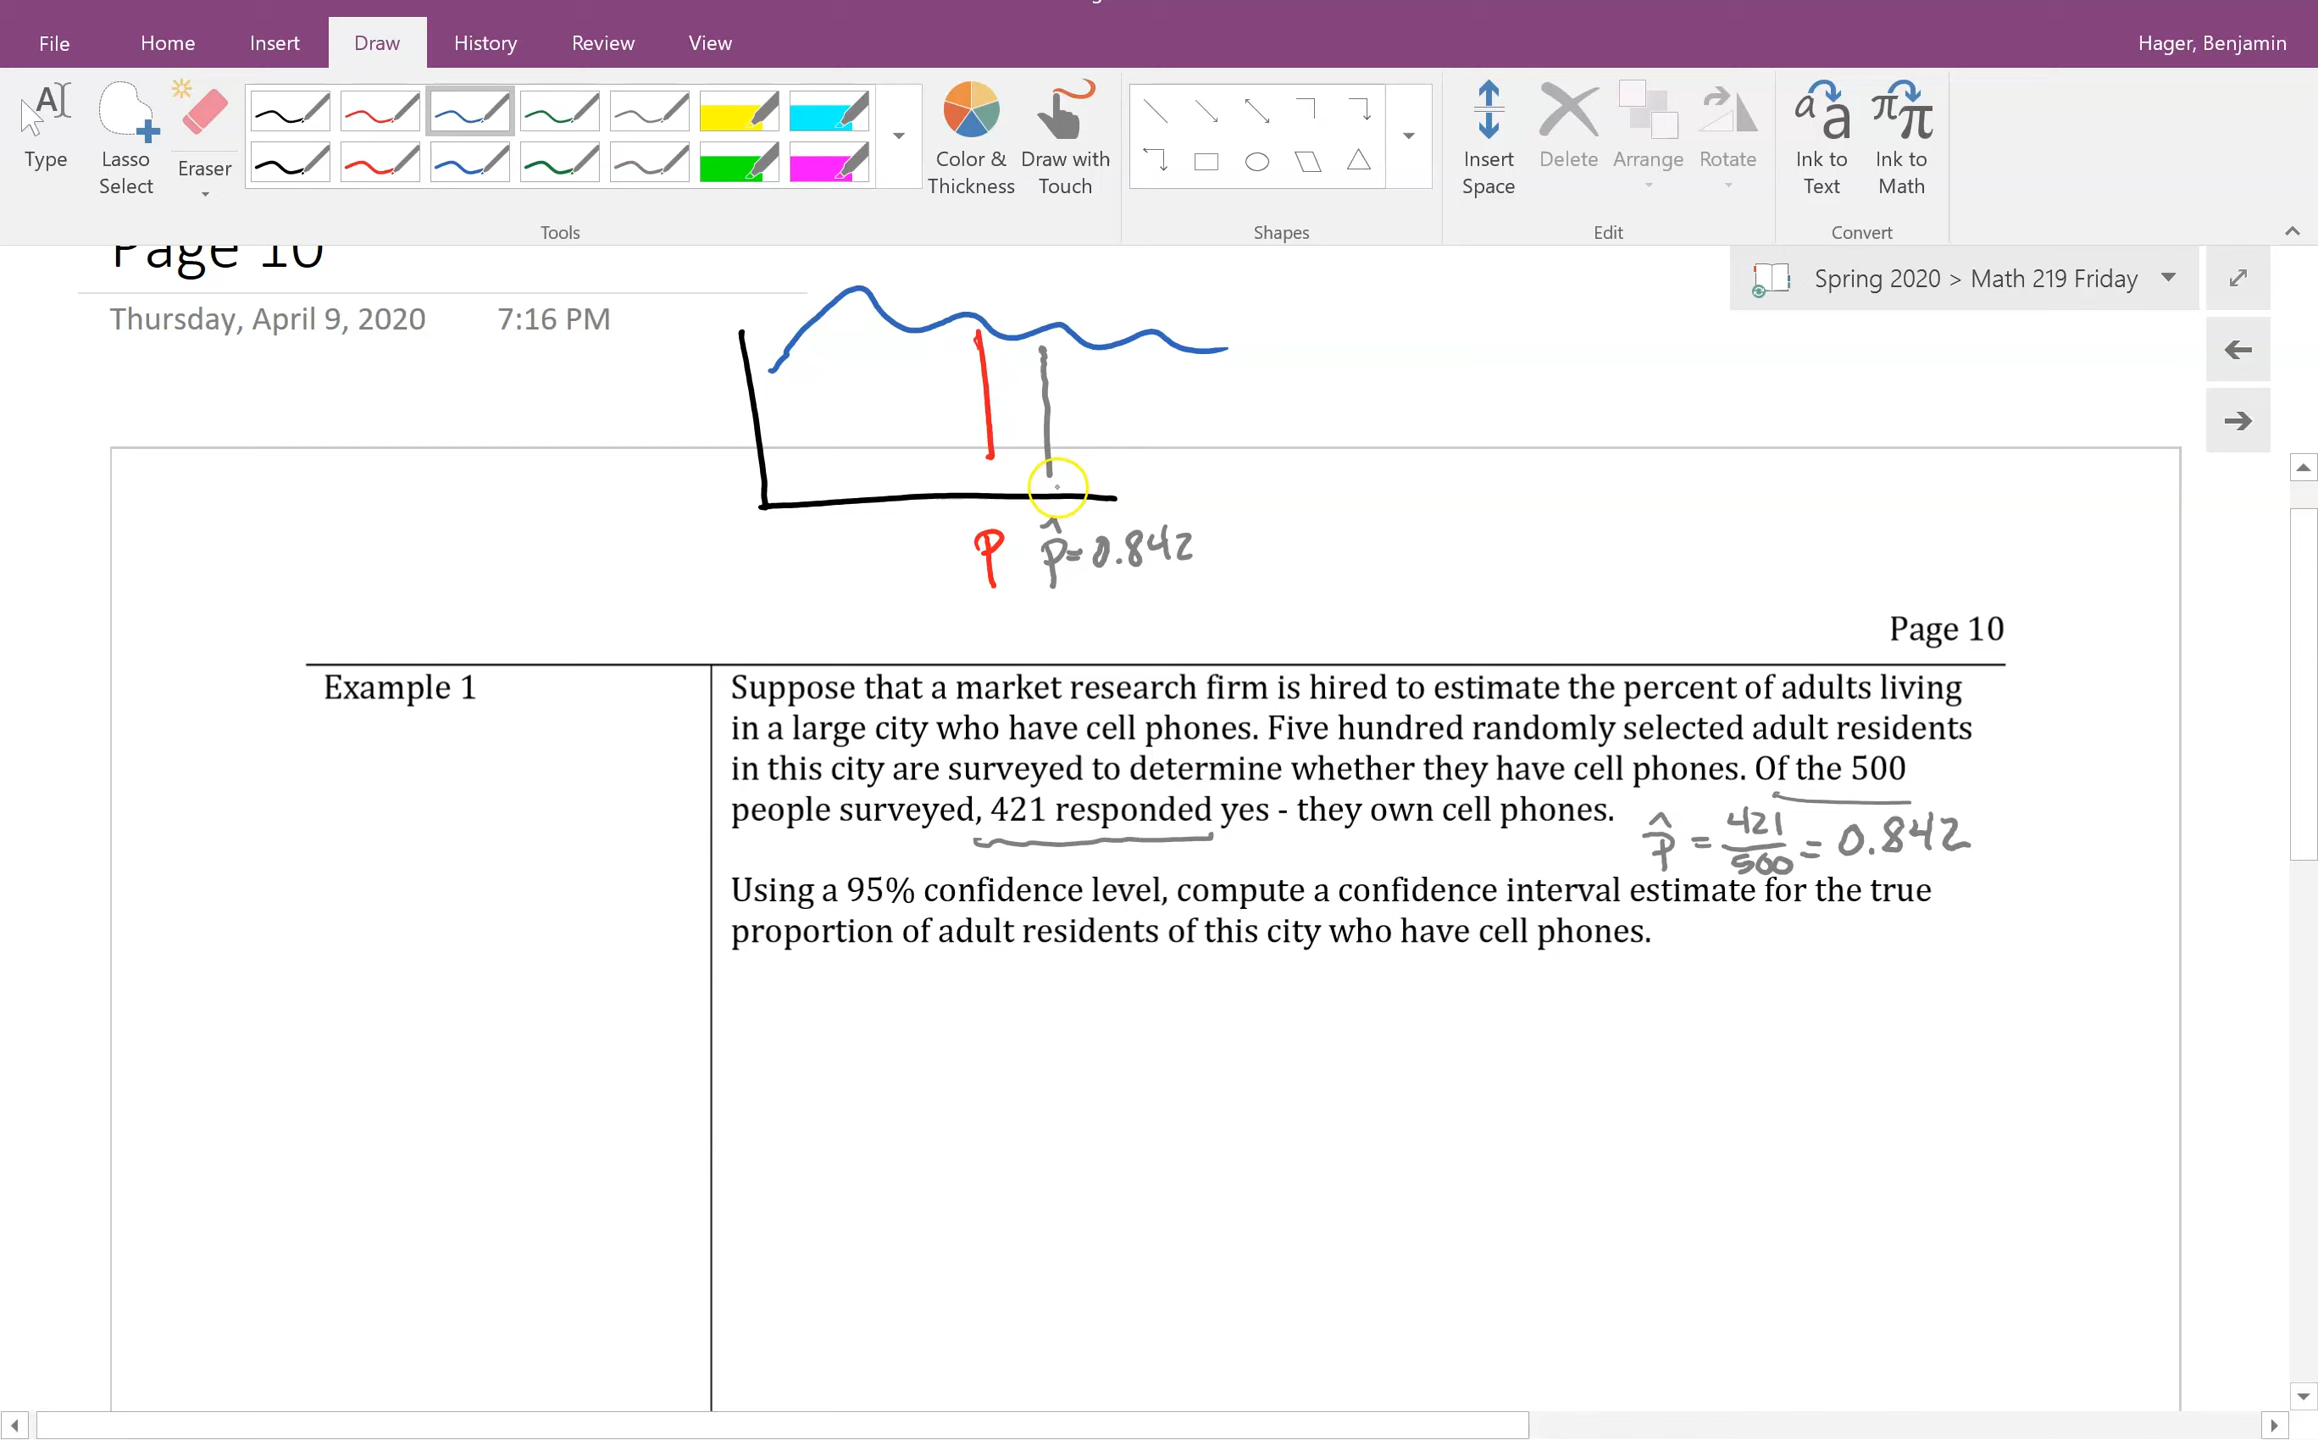 File Home Insert Draw History Review View Hager, Benjamin
Type Lasso Select Eraser Color & Thickness Draw with Touch Insert Space Delete Arrange Rotate Ink to Text Ink to Math
Tools Shapes Edit Convert
Page 10
Spring 2020 > Math 219 Friday
Thursday, April 9, 2020 7:16 PM
p p̂ = 0.842
Page 10
Example 1
Suppose that a market research firm is hired to estimate the percent of adults living
in a large city who have cell phones. Five hundred randomly selected adult residents
in this city are surveyed to determine whether they have cell phones. Of the 500
people surveyed, 421 responded yes - they own cell phones.
p̂ = 421/500 = 0.842
Using a 95% confidence level, compute a confidence interval estimate for the true
proportion of adult residents of this city who have cell phones.